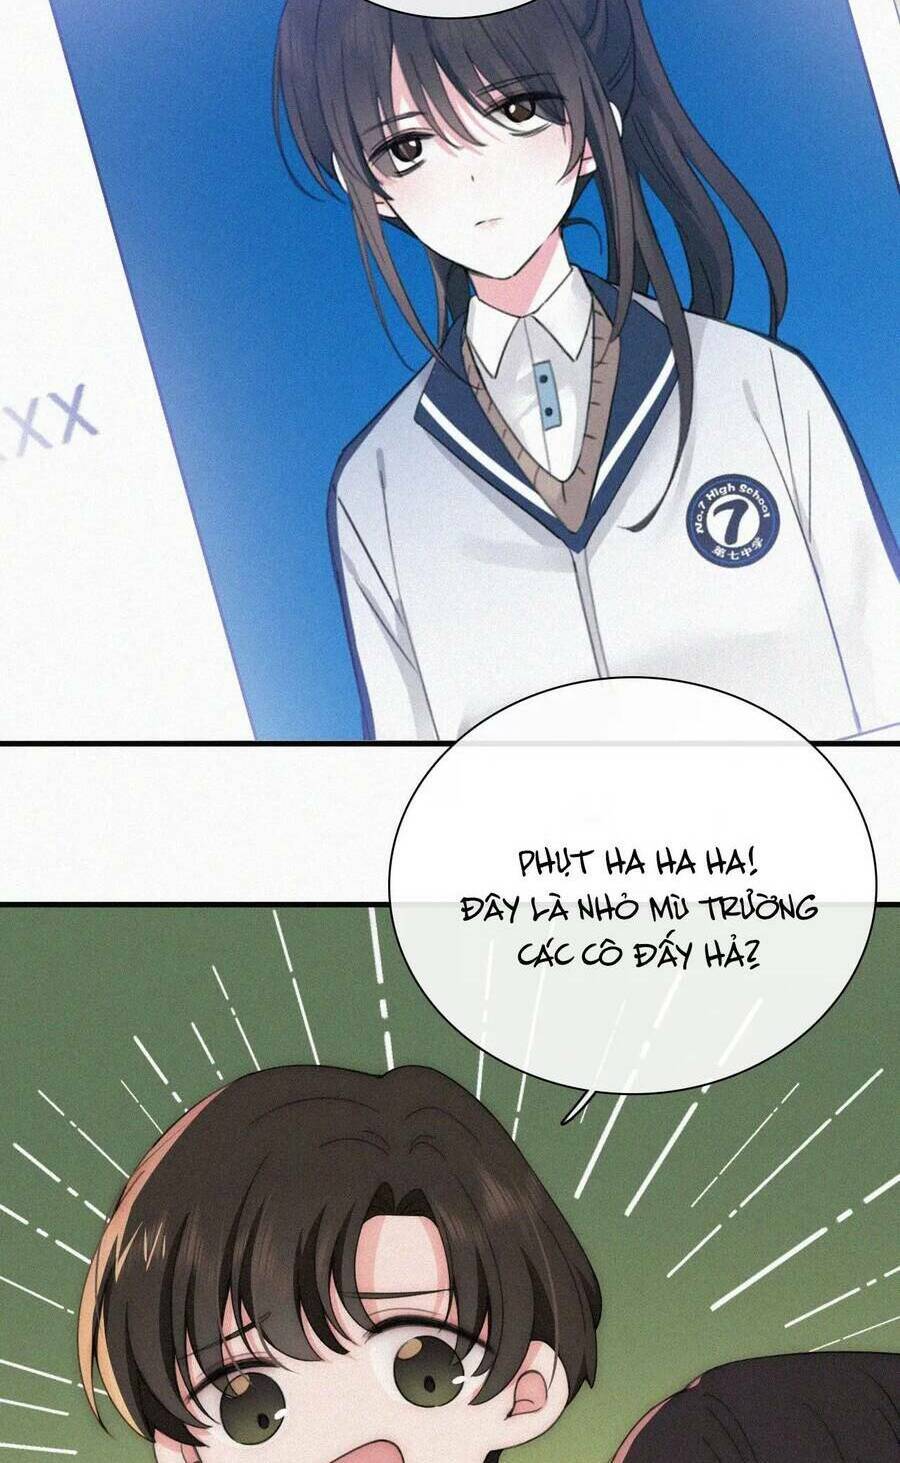 XX
No.7 High School
7
第七中学
PHỤT HA HA HA!
ĐÂY LÀ NHỎ MÙ TRƯỜNG
CÁC CÔ ĐẤY HẢ?